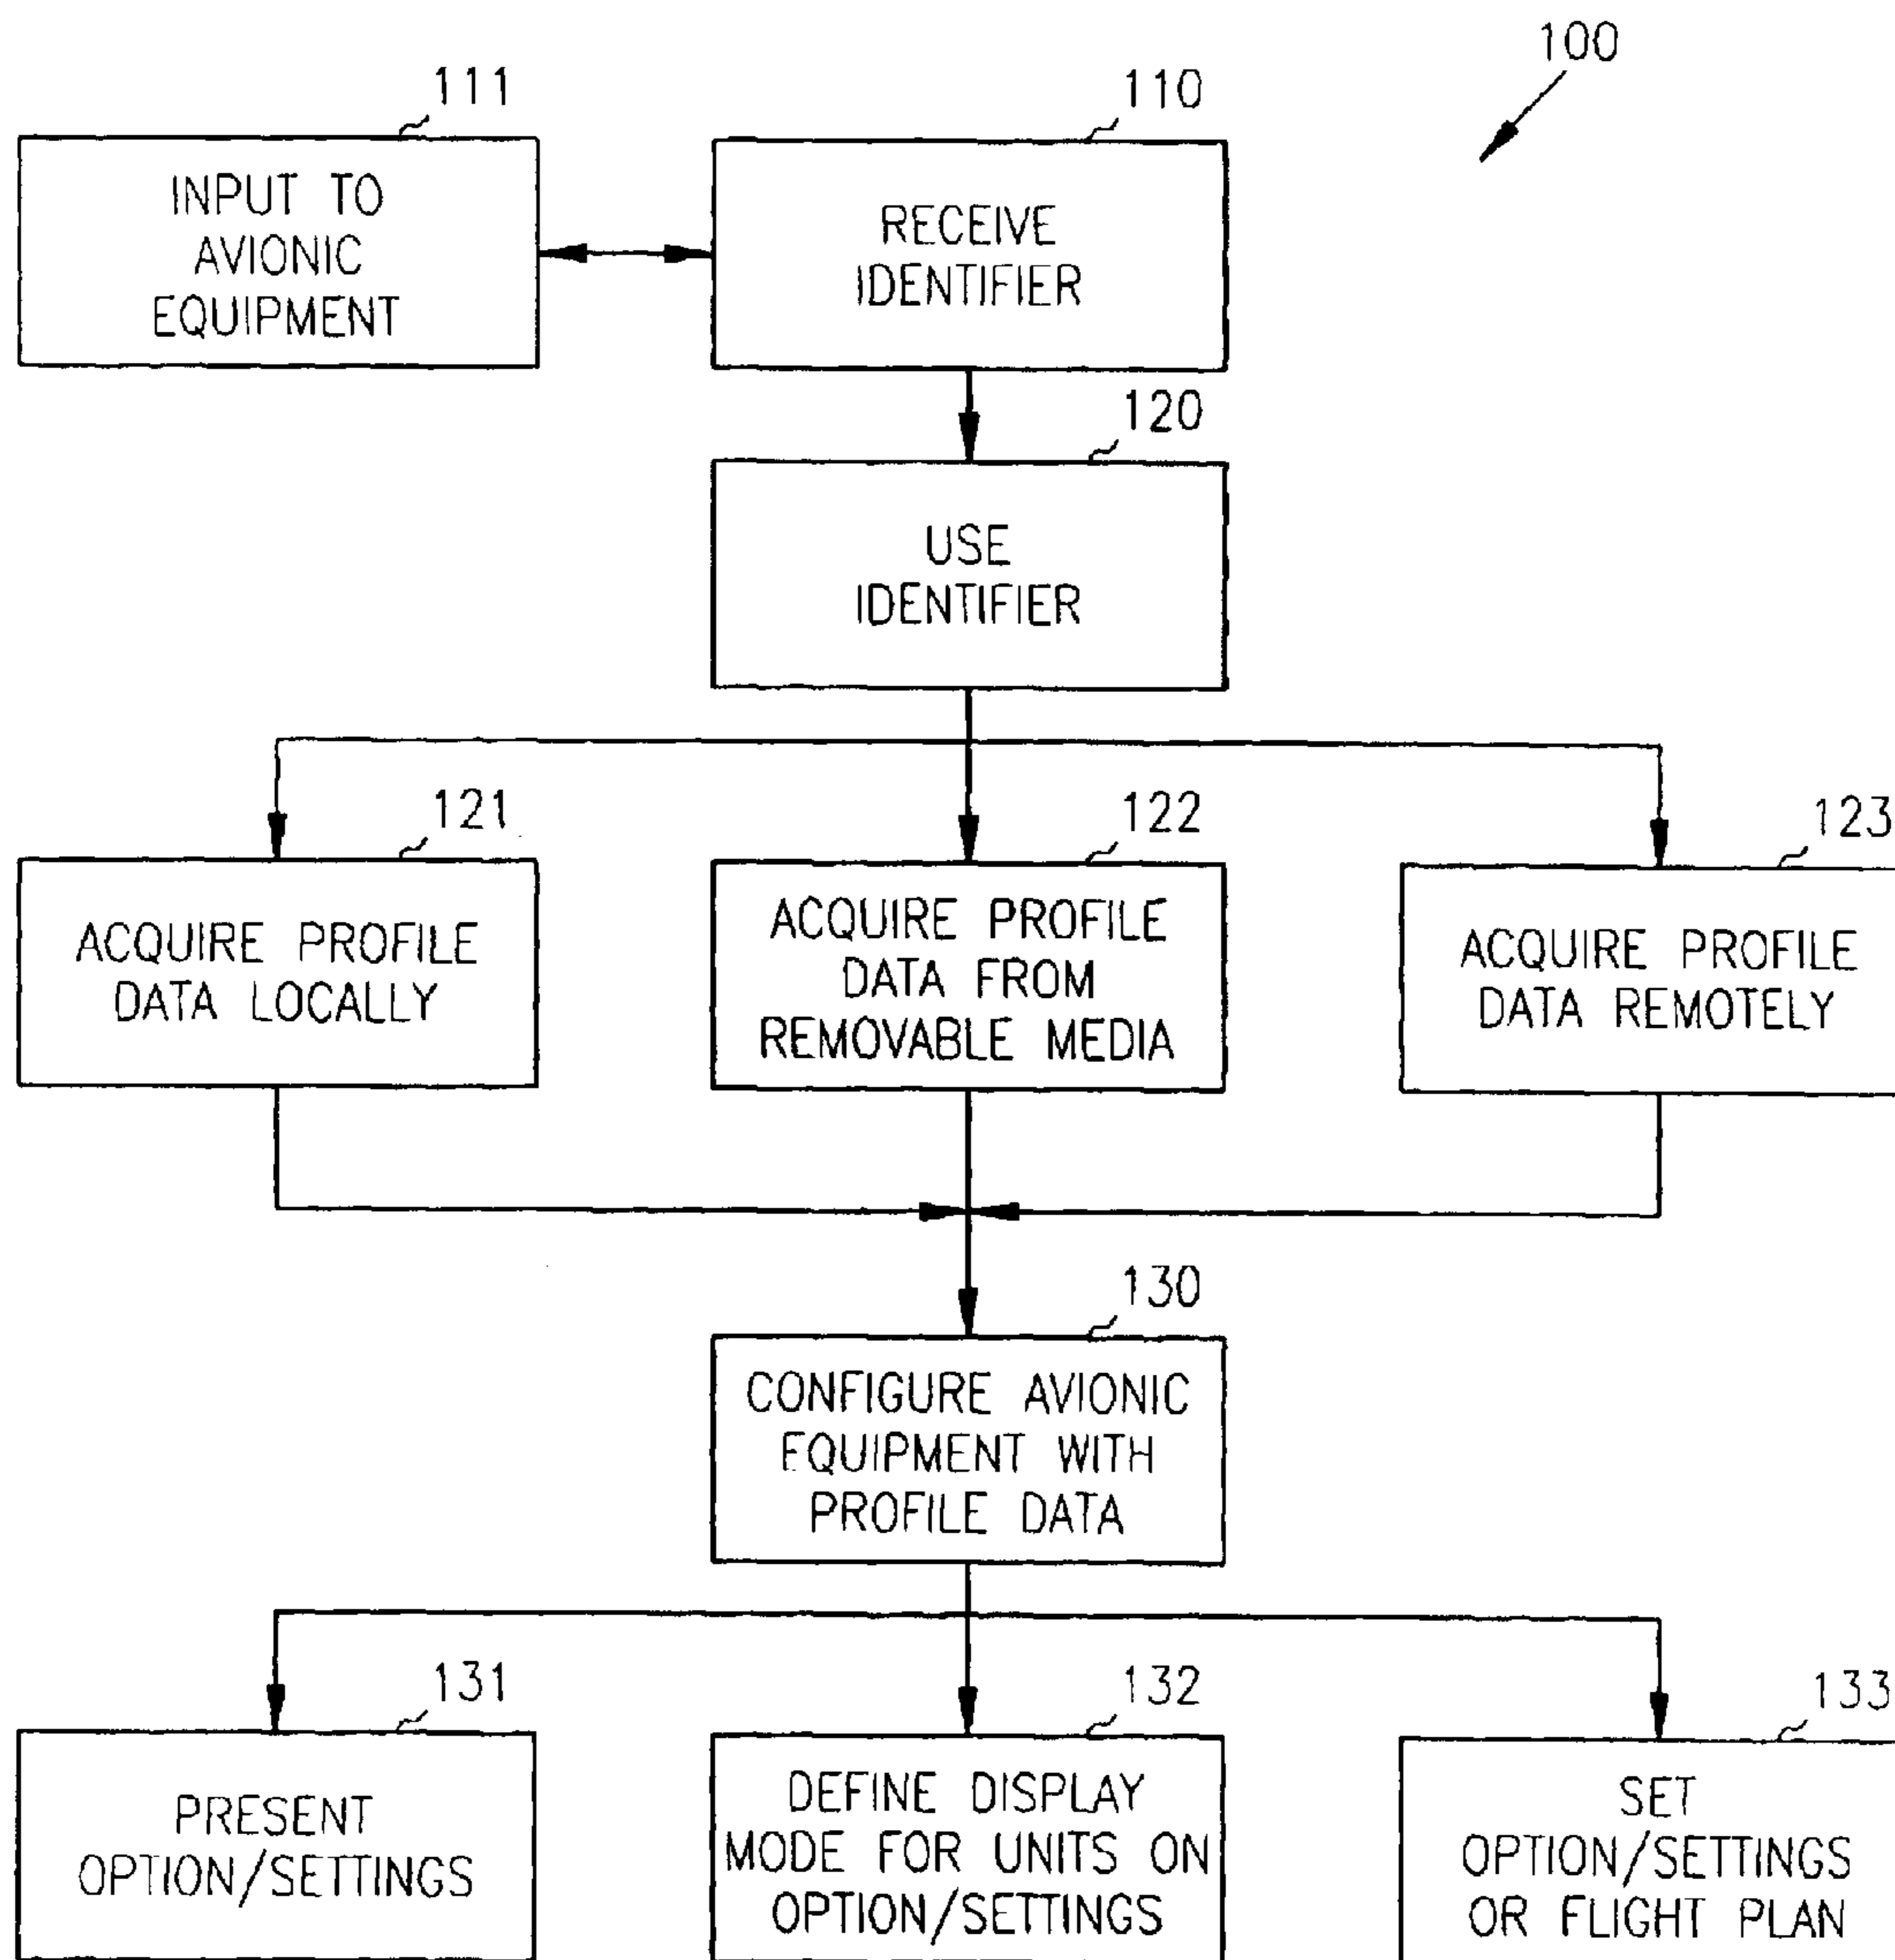 100
111
INPUT TO
AVIONIC
EQUIPMENT
110
RECEIVE
IDENTIFIER
120
USE
IDENTIFIER
121
ACQUIRE PROFILE
DATA LOCALLY
122
ACQUIRE PROFILE
DATA FROM
REMOVABLE MEDIA
123
ACQUIRE PROFILE
DATA REMOTELY
130
CONFIGURE AVIONIC
EQUIPMENT WITH
PROFILE DATA
131
PRESENT
OPTION/SETTINGS
132
DEFINE DISPLAY
MODE FOR UNITS ON
OPTION/SETTINGS
133
SET
OPTION/SETTINGS
OR FLIGHT PLAN